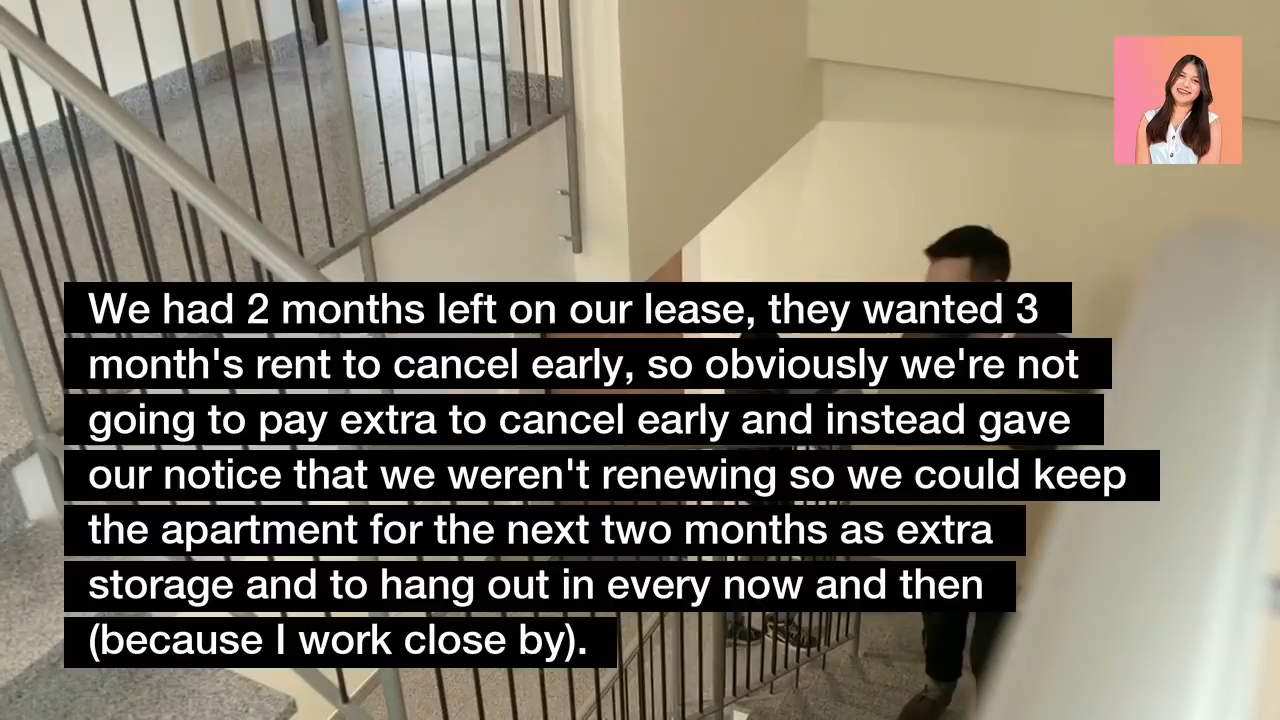 We had 2 months left on our lease, they wanted 3
month's rent to cancel early, so obviously we're not
going to pay extra to cancel early and instead gave
our notice that we weren't renewing so we could keep
the apartment for the next two months as extra
storage and to hang out in every now and then
(because I work close by).